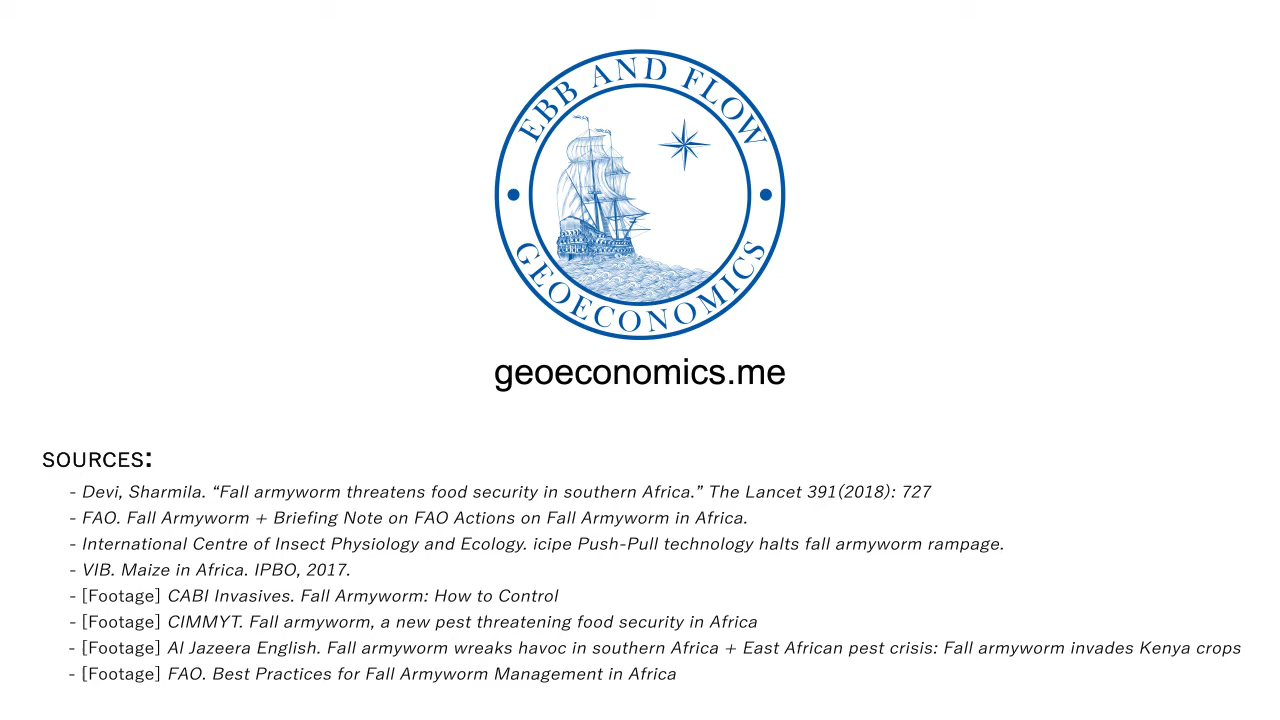 EBB AND FLOW
GEOECONOMICS
geoeconomics.me
SOURCES:
- Devi, Sharmila. “Fall armyworm threatens food security in southern Africa.” The Lancet 391(2018): 727
- FAO. Fall Armyworm + Briefing Note on FAO Actions on Fall Armyworm in Africa.
- International Centre of Insect Physiology and Ecology. icipe Push-Pull technology halts fall armyworm rampage.
- VIB. Maize in Africa. IPBO, 2017.
- [Footage] CABI Invasives. Fall Armyworm: How to Control
- [Footage] CIMMYT. Fall armyworm, a new pest threatening food security in Africa
- [Footage] Al Jazeera English. Fall armyworm wreaks havoc in southern Africa + East African pest crisis: Fall armyworm invades Kenya crops
- [Footage] FAO. Best Practices for Fall Armyworm Management in Africa